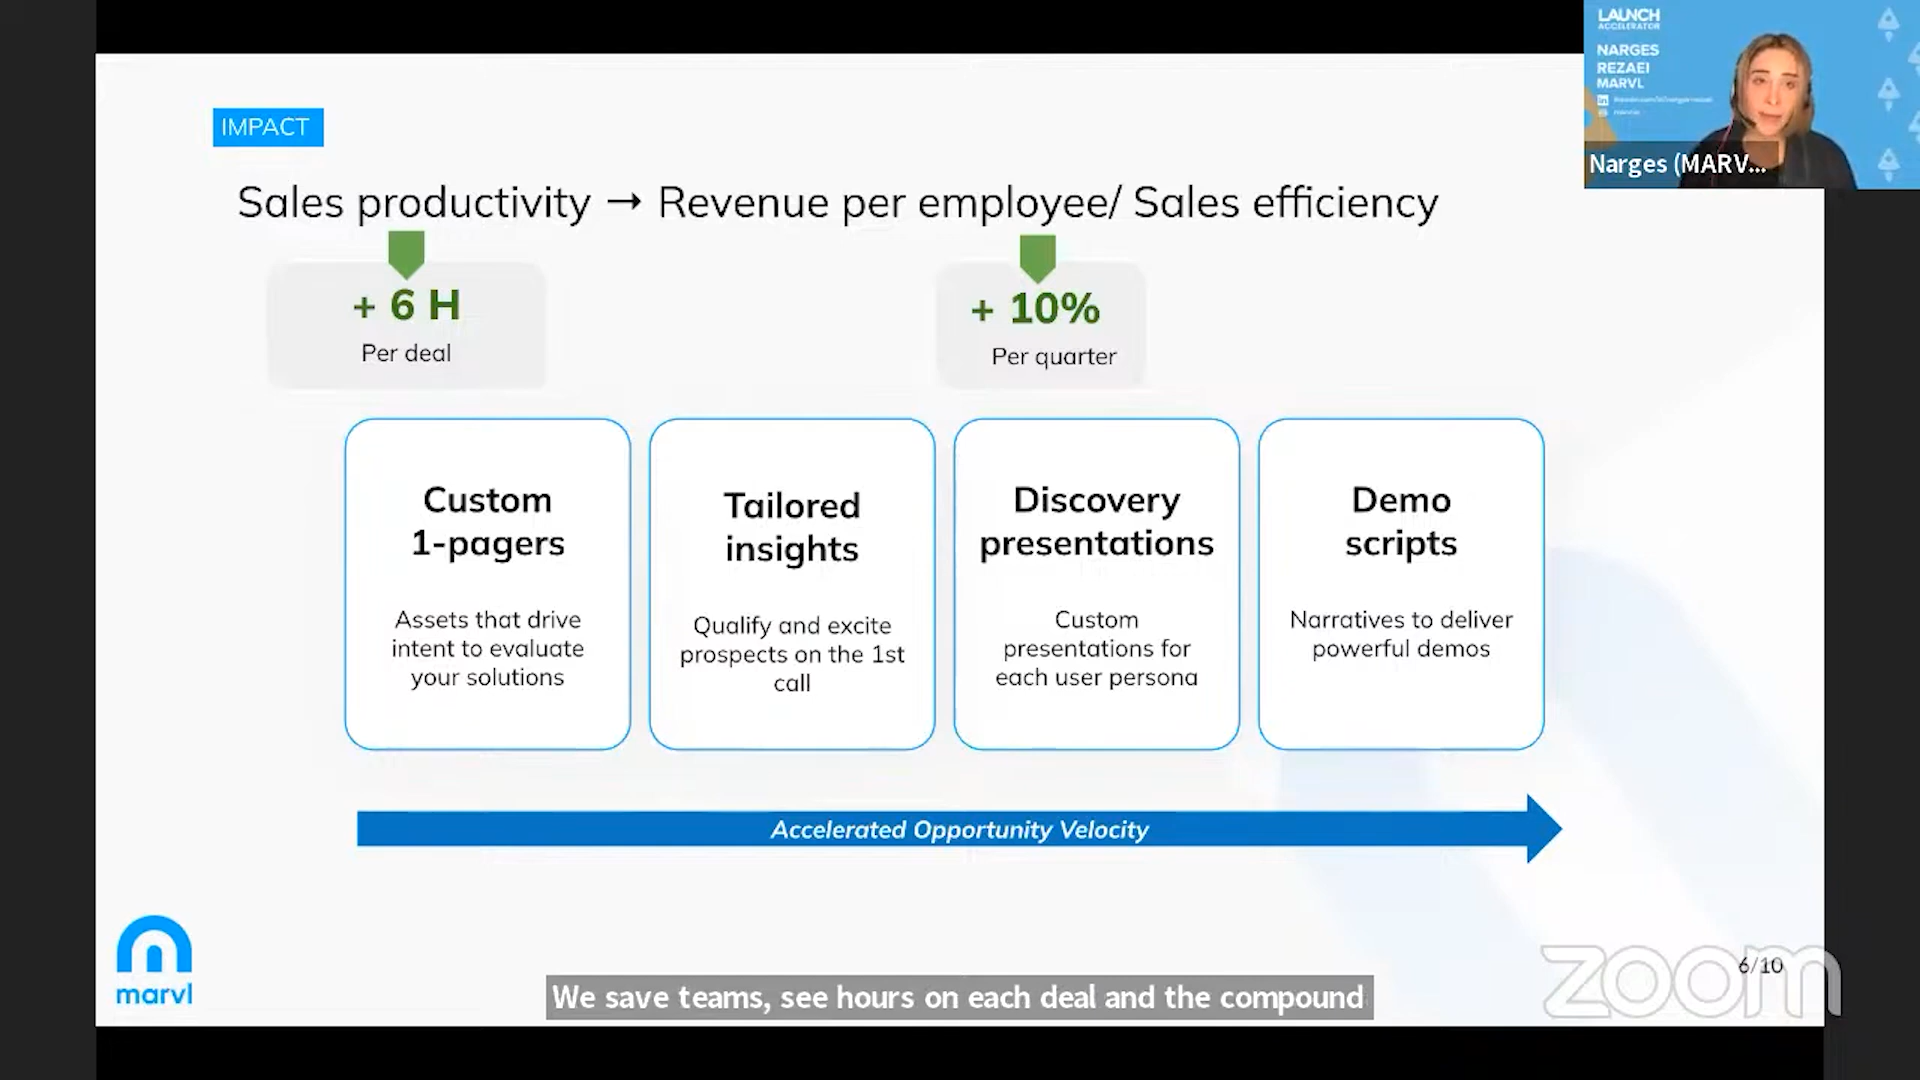 LAUNCH
ACCELERATOR
NARGES
REZAEI
MARVL
Narges (MARV...
IMPACT
Sales productivity → Revenue per employee/ Sales efficiency
+ 6 H
Per deal
+ 10%
Per quarter
Custom
1-pagers
Assets that drive
intent to evaluate
your solutions
Tailored
insights
Qualify and excite
prospects on the 1st
call
Discovery
presentations
Custom
presentations for
each user persona
Demo
scripts
Narratives to deliver
powerful demos
Accelerated Opportunity Velocity
marvl
We save teams, see hours on each deal and the compound
6/10
zoom